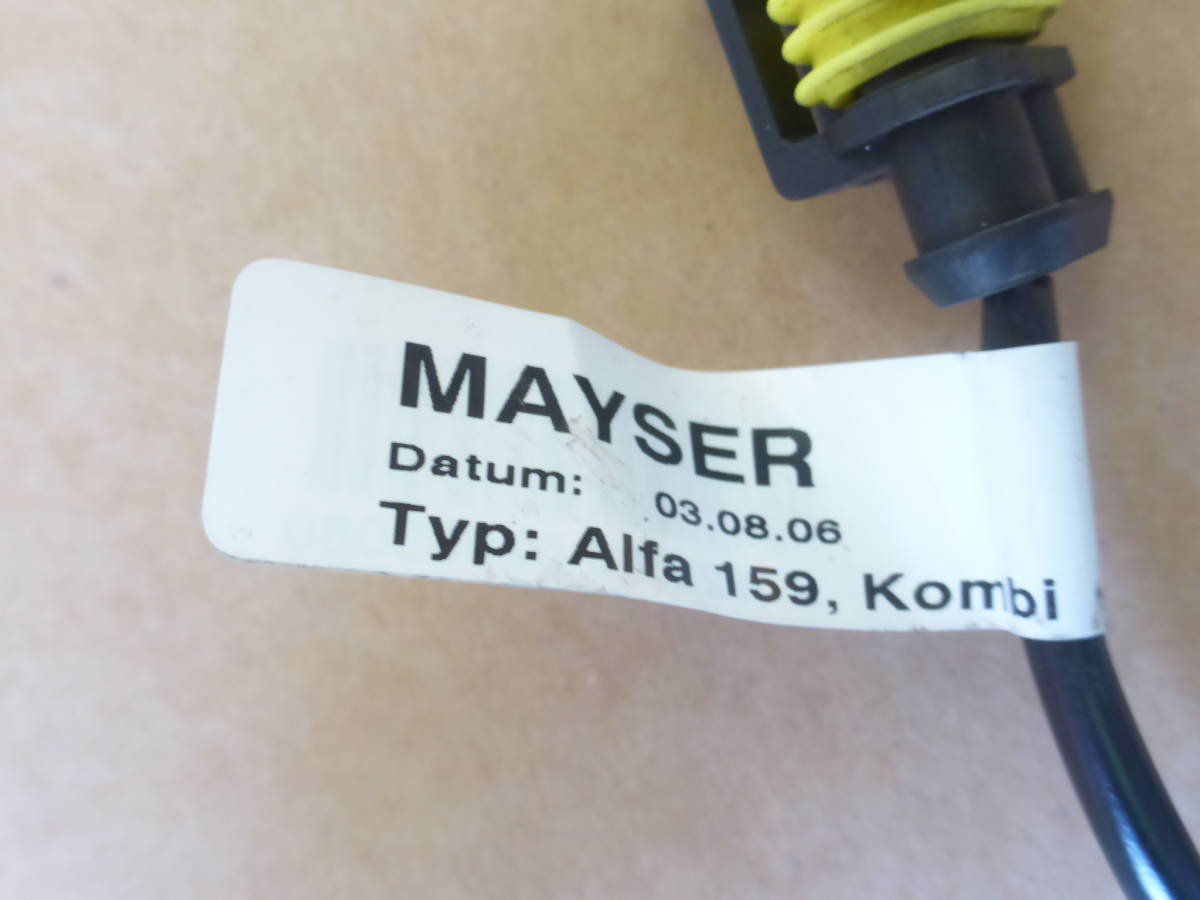 MAYSER
Datum: 03.08.06
Typ: Alfa 159, Kombi